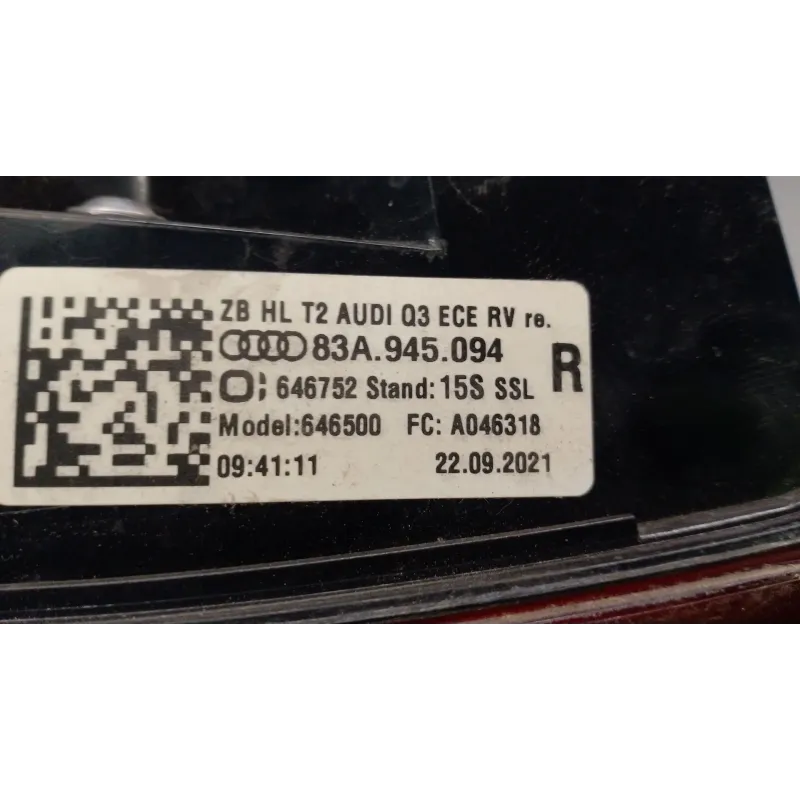 ZB HL T2 AUDI Q3 ECE RV re.
83A.945.094
R
646752 Stand:15S SSL
Model:646500 FC: A046318
09:41:11 22.09.2021